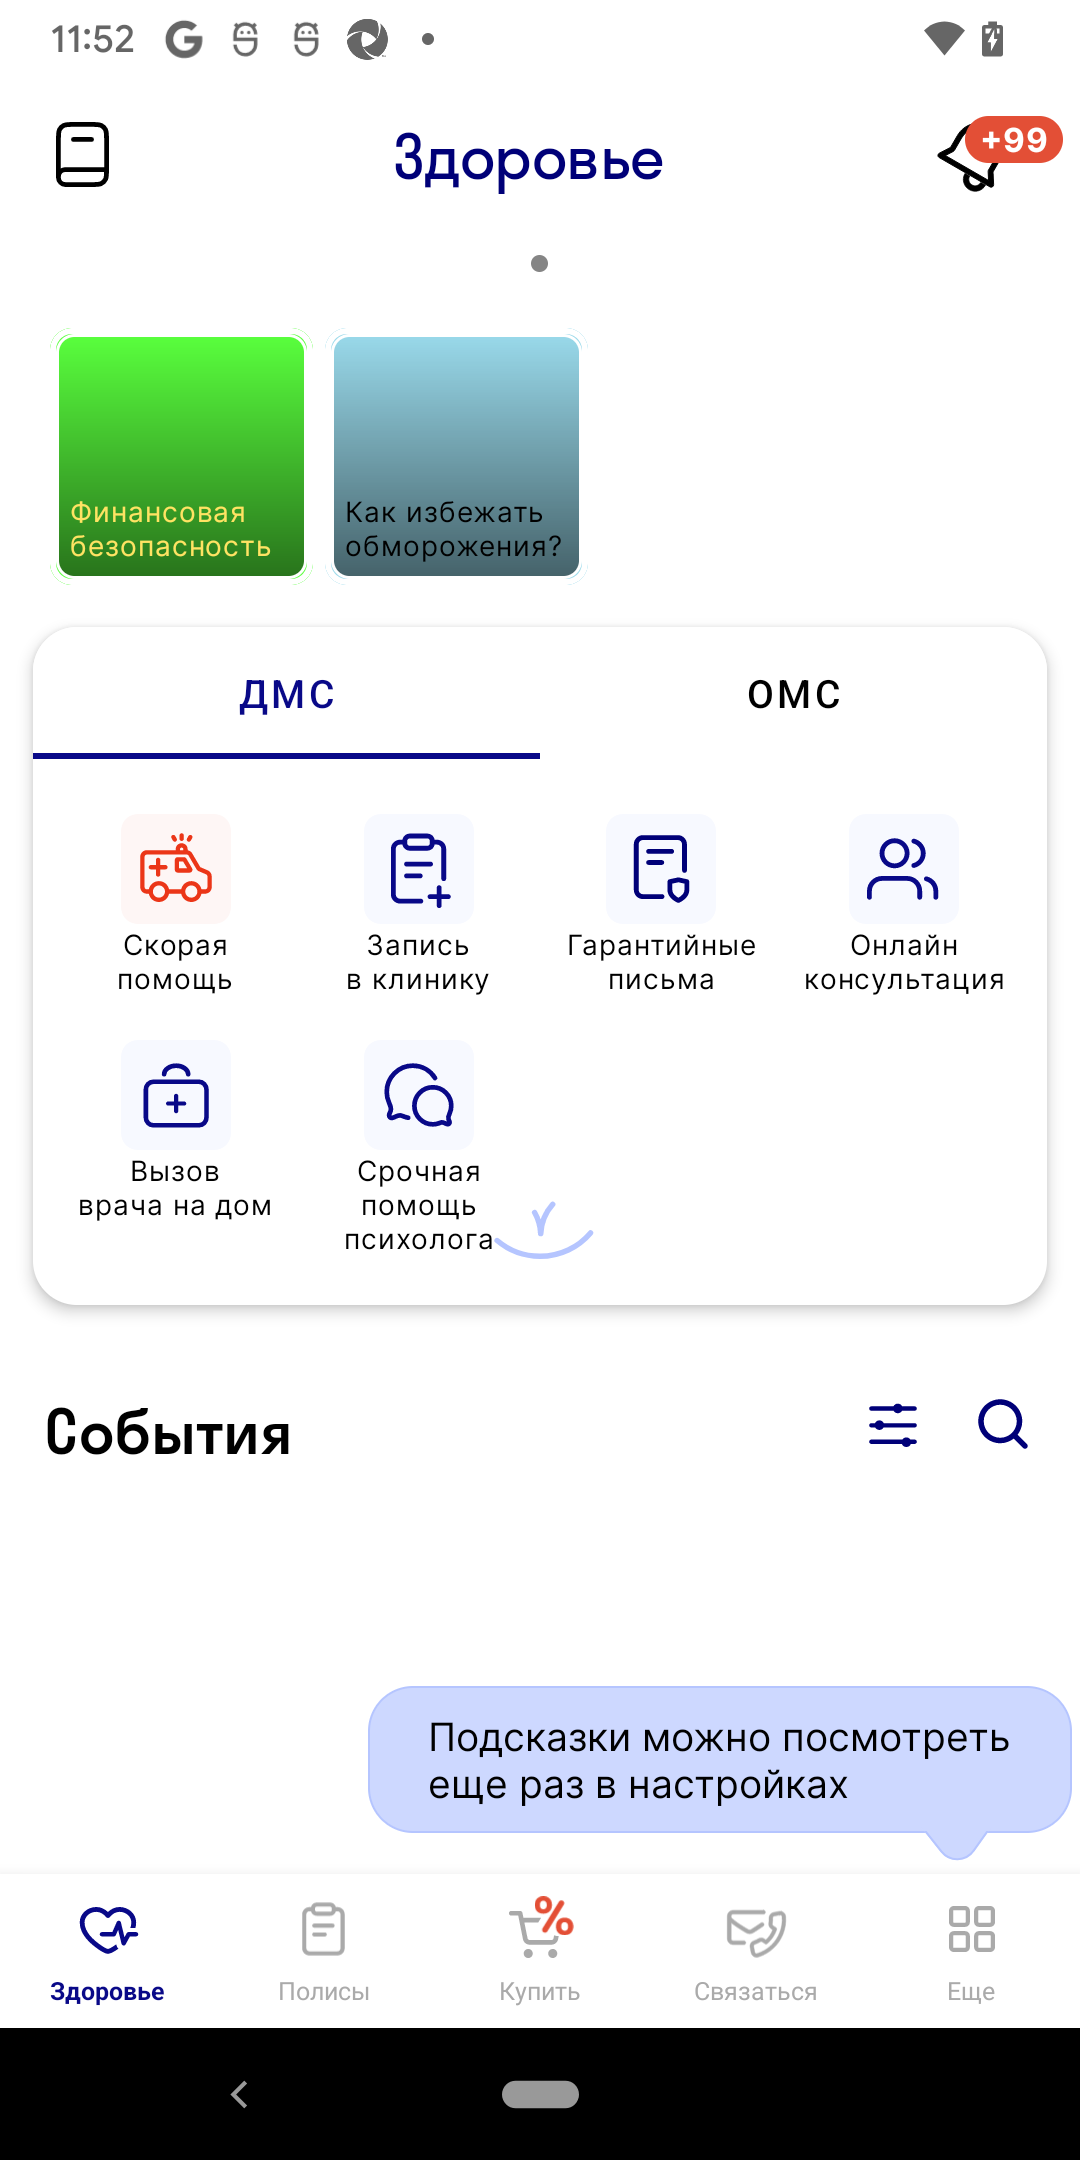 11:52
Здоровье
+99
Финансовая
безопасность
Как избежать
обморожения?
ДМС
ОМС
Скорая
помощь
Запись
в клинику
Гарантийные
письма
Онлайн
консультация
Вызов
врача на дом
Срочная
помощь
психолога
События
Подсказки можно посмотреть
еще раз в настройках
Здоровье
Полисы
Купить
Связаться
Еще